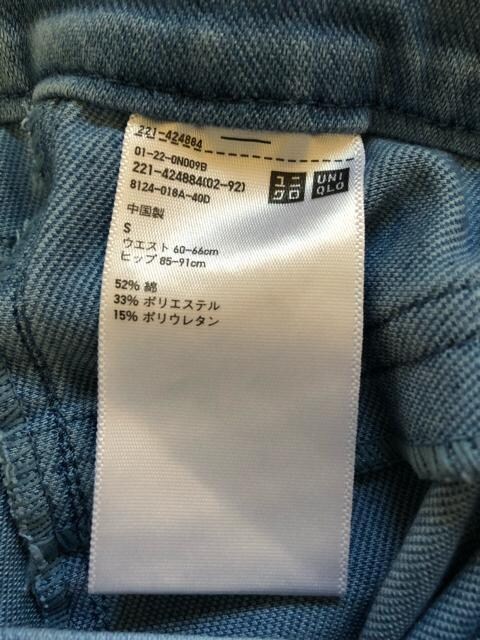 221-424884
01-22-0N009B
221-424884(02-92)
8124-018A-40D
ユニクロ
UNIQLO
中国製
S
ウエスト 60-66cm
ヒップ 85-91cm
52% 綿
33% ポリエステル
15% ポリウレタン